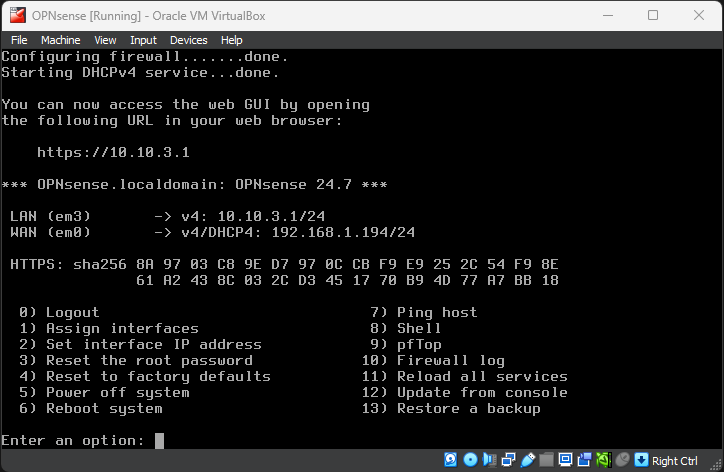 OPNsense [Running] - Oracle VM VirtualBox
File Machine View Input Devices Help
Configuring firewall.......done.
Starting DHCPv4 service...done.
You can now access the web GUI by opening
the following URL in your web browser:
https://10.10.3.1
*** OPNsense.localdomain: OPNsense 24.7 ***
LAN (em3) -> v4: 10.10.3.1/24
WAN (em0) -> v4/DHCP4: 192.168.1.194/24
HTTPS: sha256 8A 97 03 C8 9E D7 97 0C CB F9 E9 25 2C 54 F9 8E
61 A2 43 8C 03 2C D3 45 17 70 B9 4D 77 A7 BB 18
0) Logout 7) Ping host
1) Assign interfaces 8) Shell
2) Set interface IP address 9) pfTop
3) Reset the root password 10) Firewall log
4) Reset to factory defaults 11) Reload all services
5) Power off system 12) Update from console
6) Reboot system 13) Restore a backup
Enter an option:
Right Ctrl